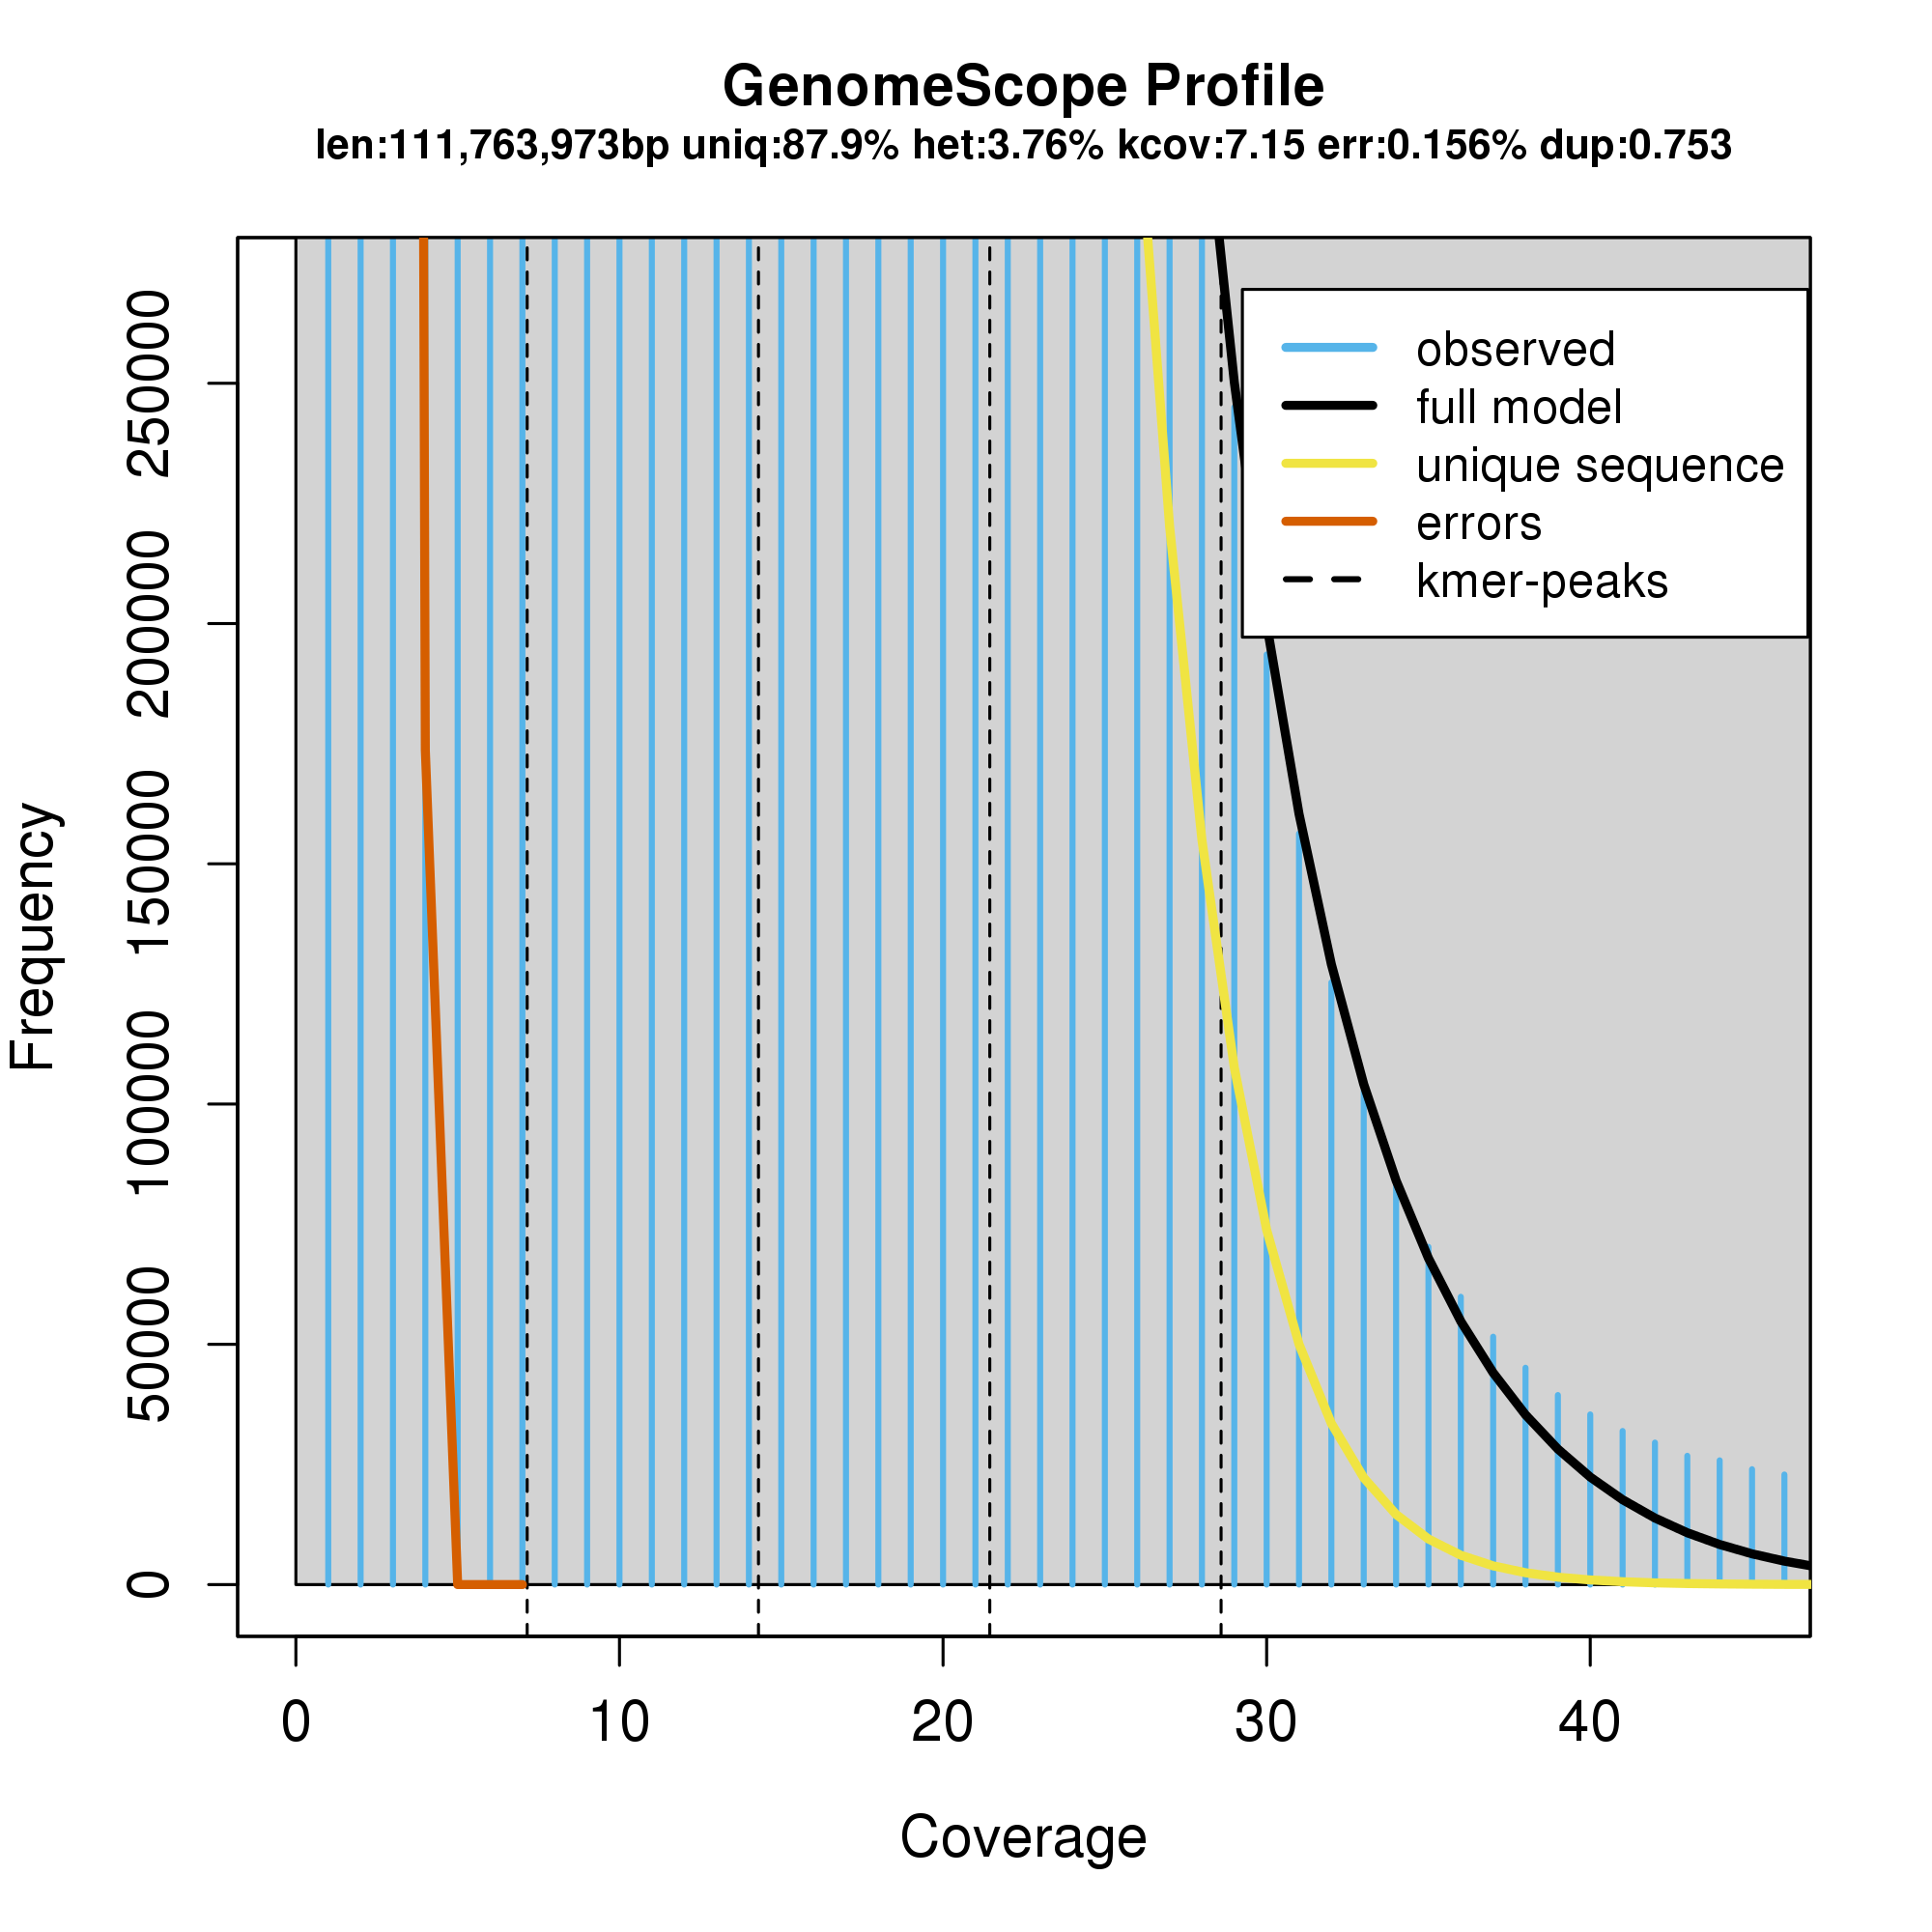 GenomeScope Profile
len:111,763,973bp uniq:87.9% het:3.76% kcov:7.15 err:0.156% dup:0.753
observed
full model
unique sequence
errors
kmer-peaks
Frequency
250000
200000
150000
100000
50000
0
0 10 20 30 40
Coverage